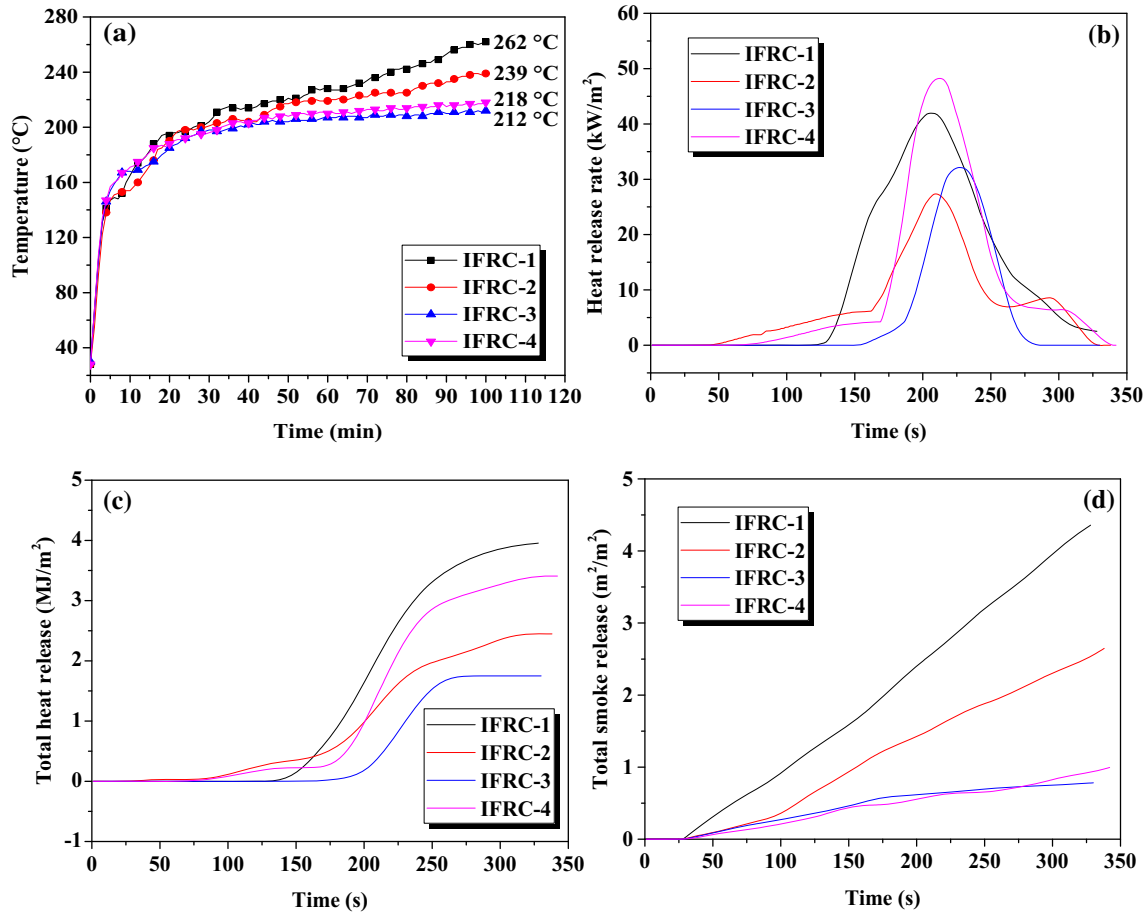 (a)
280
240
200
160
120
80
40
Temperature (°C)
262 °C
239 °C
218 °C
212 °C
IFRC-1
IFRC-2
IFRC-3
IFRC-4
0 10 20 30 40 50 60 70 80 90 100 110 120
Time (min)
(b)
60
50
40
30
20
10
0
Heat release rate (kW/m²)
IFRC-1
IFRC-2
IFRC-3
IFRC-4
0 50 100 150 200 250 300 350
Time (s)
(c)
5
4
3
2
1
0
-1
Total heat release (MJ/m²)
IFRC-1
IFRC-2
IFRC-3
IFRC-4
0 50 100 150 200 250 300 350
Time (s)
(d)
5
4
3
2
1
0
Total smoke release (m²/m²)
IFRC-1
IFRC-2
IFRC-3
IFRC-4
0 50 100 150 200 250 300 350
Time (s)